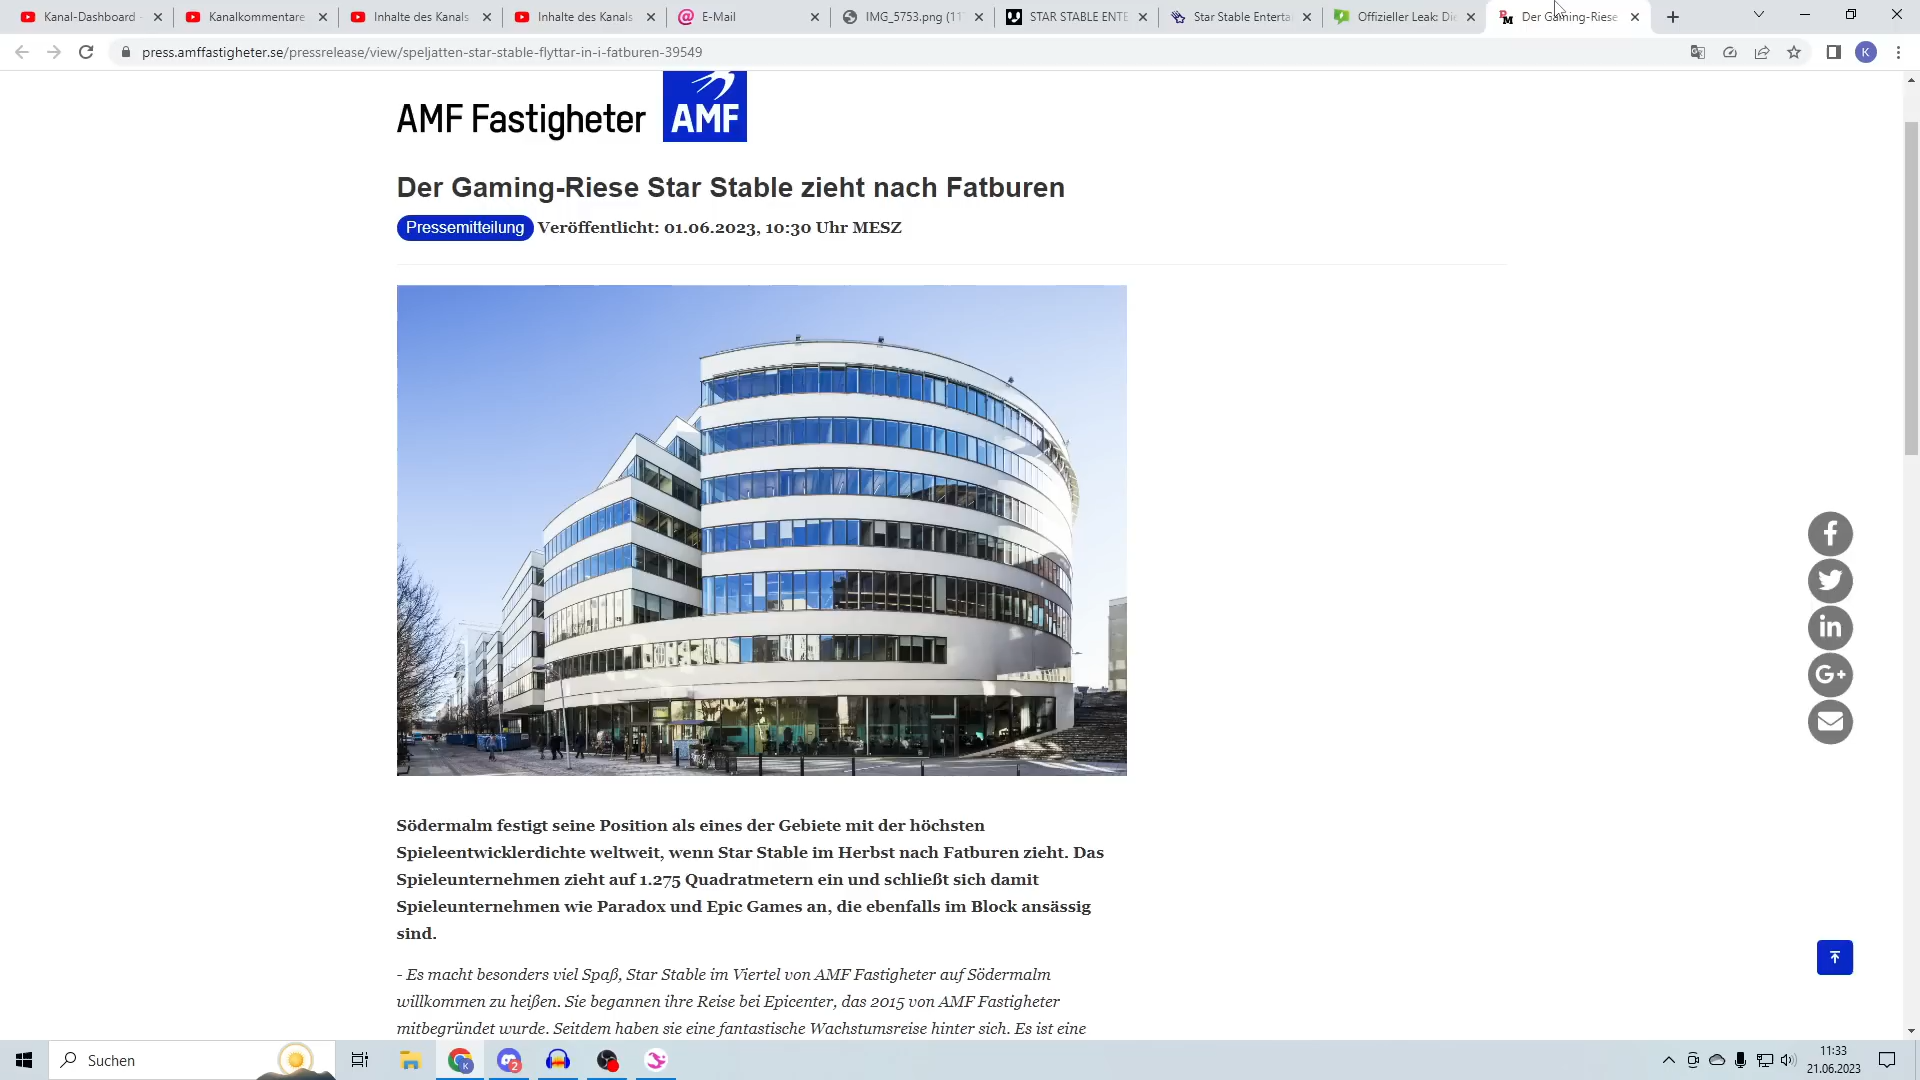 Kanal-Dashboard
Kanalkommentare
Inhalte des Kanals
Inhalte des Kanals
E-Mail
IMG_5753.png (11
STAR STABLE ENTE
Star Stable Enterta
Offizieller Leak: Di
Der Gaming-Riese
press.amffastigheter.se/pressrelease/view/speljatten-star-stable-flyttar-in-i-fatburen-39549
K
AMF Fastigheter
AMF
Der Gaming-Riese Star Stable zieht nach Fatburen
Pressemitteilung Veröffentlicht: 01.06.2023, 10:30 Uhr MESZ
Södermalm festigt seine Position als eines der Gebiete mit der höchsten
Spieleentwicklerdichte weltweit, wenn Star Stable im Herbst nach Fatburen zieht. Das
Spieleunternehmen zieht auf 1.275 Quadratmetern ein und schließt sich damit
Spieleunternehmen wie Paradox und Epic Games an, die ebenfalls im Block ansässig
sind.
- Es macht besonders viel Spaß, Star Stable im Viertel von AMF Fastigheter auf Södermalm
willkommen zu heißen. Sie begannen ihre Reise bei Epicenter, das 2015 von AMF Fastigheter
mitbegründet wurde. Seitdem haben sie eine fantastische Wachstumsreise hinter sich. Es ist eine
Suchen
K
2
11:33
21.06.2023